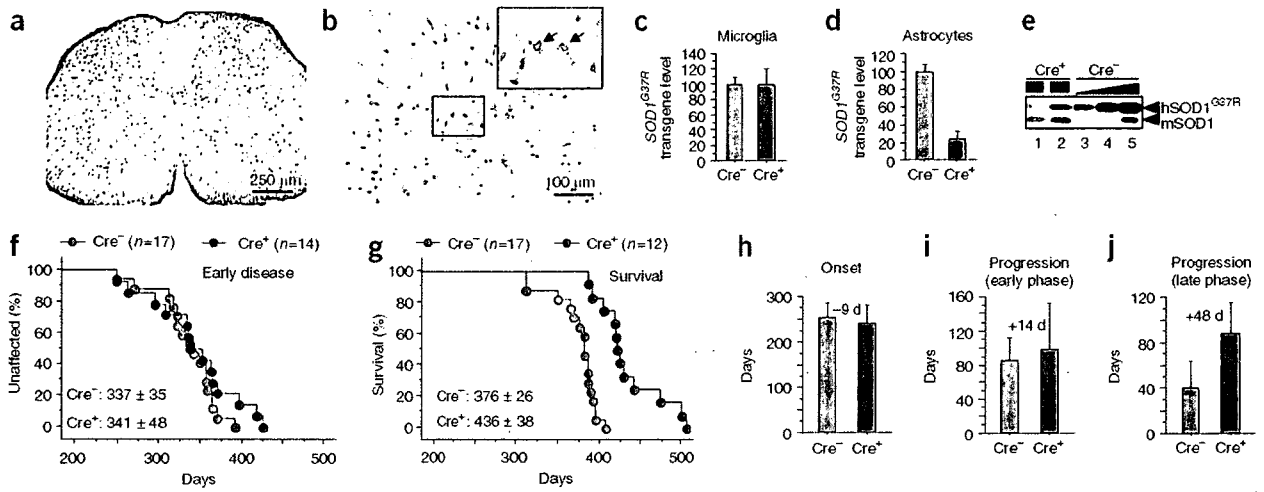 a
250 µm
b
100 µm
c
Microglia
SOD1G37R
transgene level
140
120
100
80
60
40
20
0
Cre− Cre+
d
Astrocytes
SOD1G37R
transgene level
120
100
80
60
40
20
0
Cre− Cre+
e
Cre+ Cre−
hSOD1G37R
mSOD1
1 2 3 4 5
f
Cre− (n=17) Cre+ (n=14)
Early disease
Unaffected (%)
100
80
60
40
20
0
Cre−: 337 ± 35
Cre+: 341 ± 48
200 300 400 500
Days
g
Cre− (n=17) Cre+ (n=12)
Survival
Survival (%)
100
80
60
40
20
0
Cre−: 376 ± 26
Cre+: 436 ± 38
200 300 400 500
Days
h
Onset
−9 d
Days
300
200
100
0
Cre− Cre+
i
Progression
(early phase)
+14 d
Days
160
120
80
40
0
Cre− Cre+
j
Progression
(late phase)
+48 d
Days
120
80
40
0
Cre− Cre+